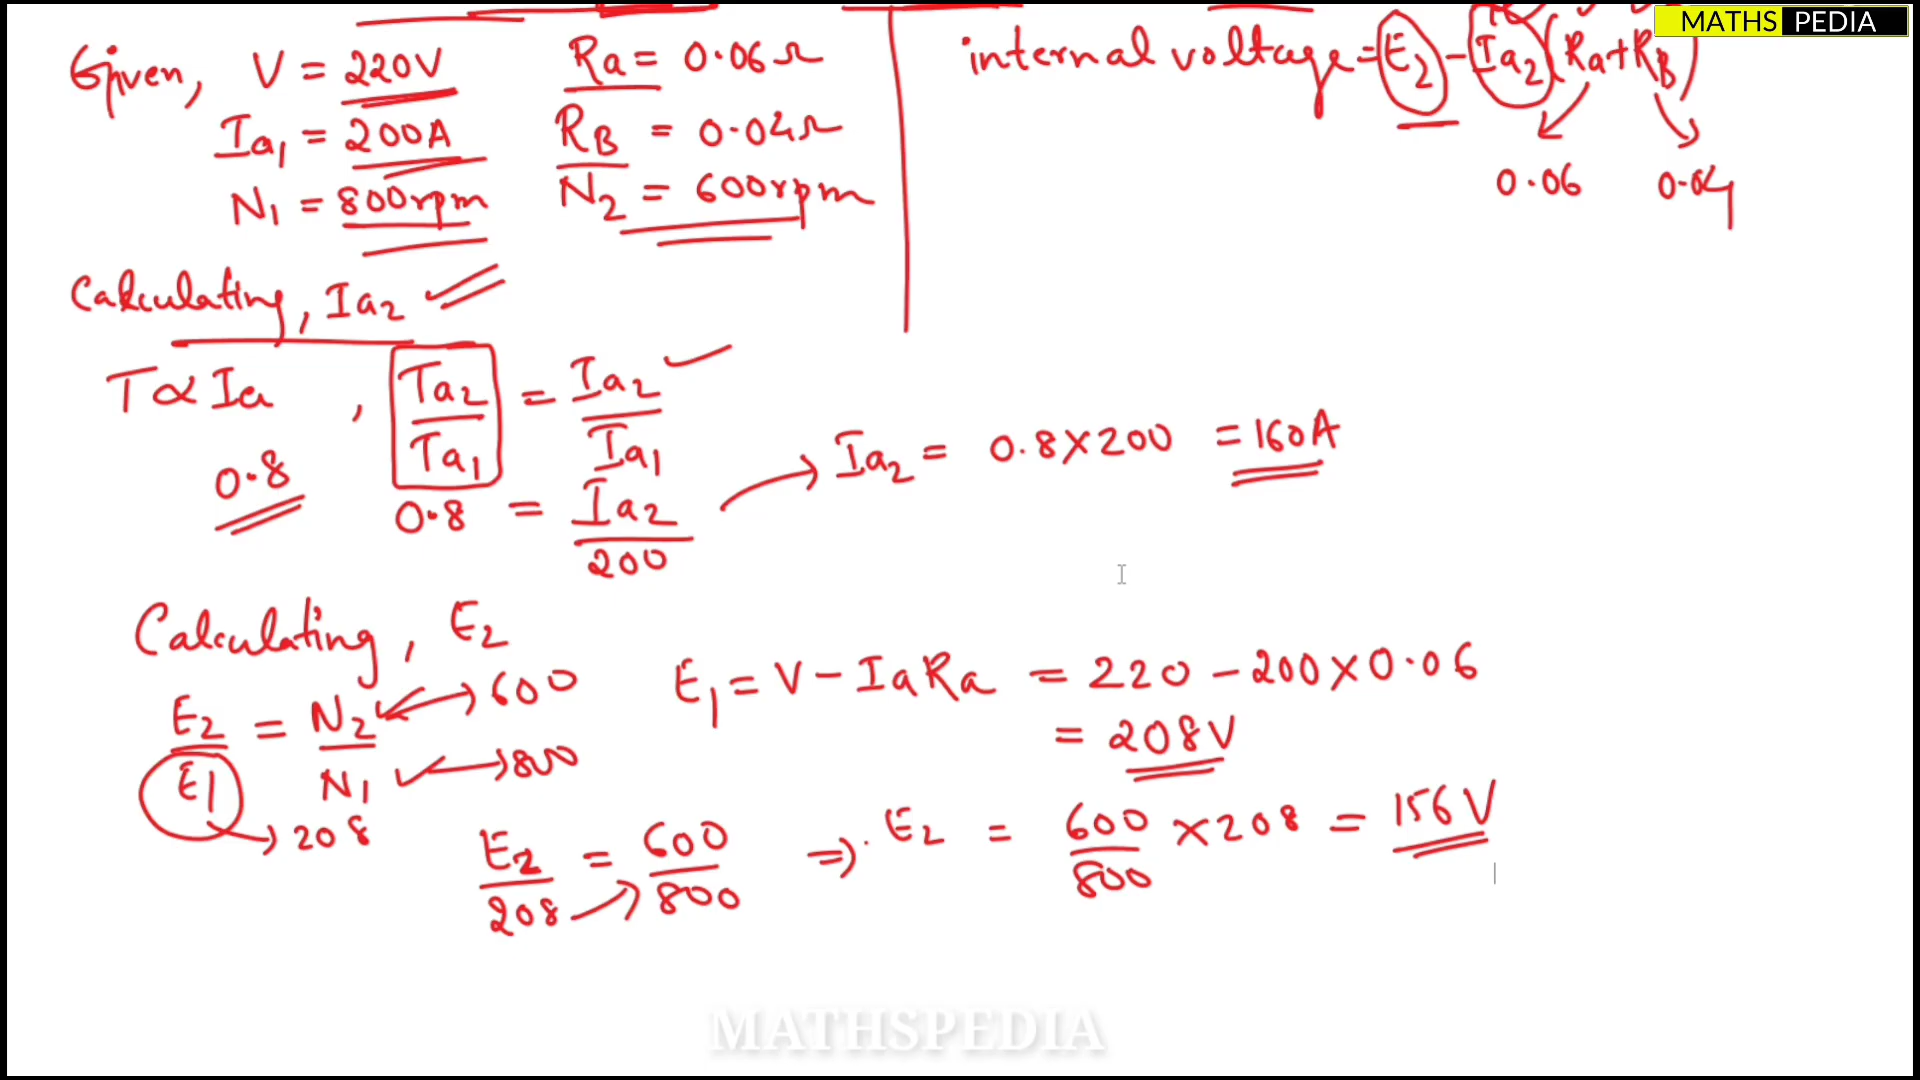 MATHS PEDIA
Given, V = 220V
Ia1 = 200A
N1 = 800rpm
Ra = 0.06Ω
RB = 0.04Ω
N2 = 600rpm
internal voltage = E2 - Ia2 (Ra+RB)
0.06 0.04
Calculating, Ia2
T ∝ Ia , Ta2/Ta1 = Ia2/Ia1
0.8
0.8 = Ia2/200
→ Ia2 = 0.8×200 = 160A
Calculating, E2
E2/E1 = N2/N1
→ 600
→ 800
→ 208
E1 = V - IaRa = 220 - 200×0.06
= 208V
E2/208 = 600/800 ⇒ E2 = 600/800 × 208 = 156V
MATHSPEDIA